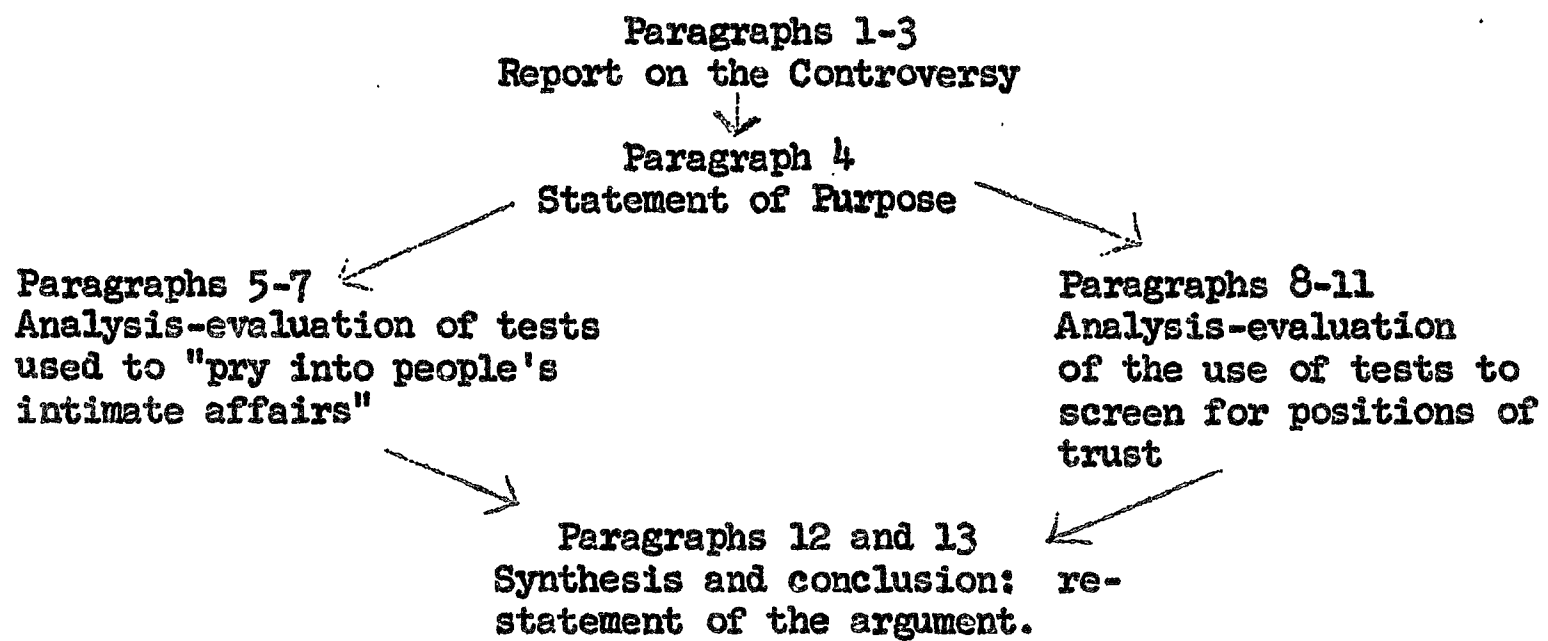 Paragraphs 1-3
Report on the Controversy
Paragraph 4
Statement of Purpose
Paragraphs 5-7
Analysis-evaluation of tests
used to "pry into people's
intimate affairs"
Paragraphs 8-11
Analysis-evaluation
of the use of tests to
screen for positions of
trust
Paragraphs 12 and 13
Synthesis and conclusion: re-
statement of the argument.